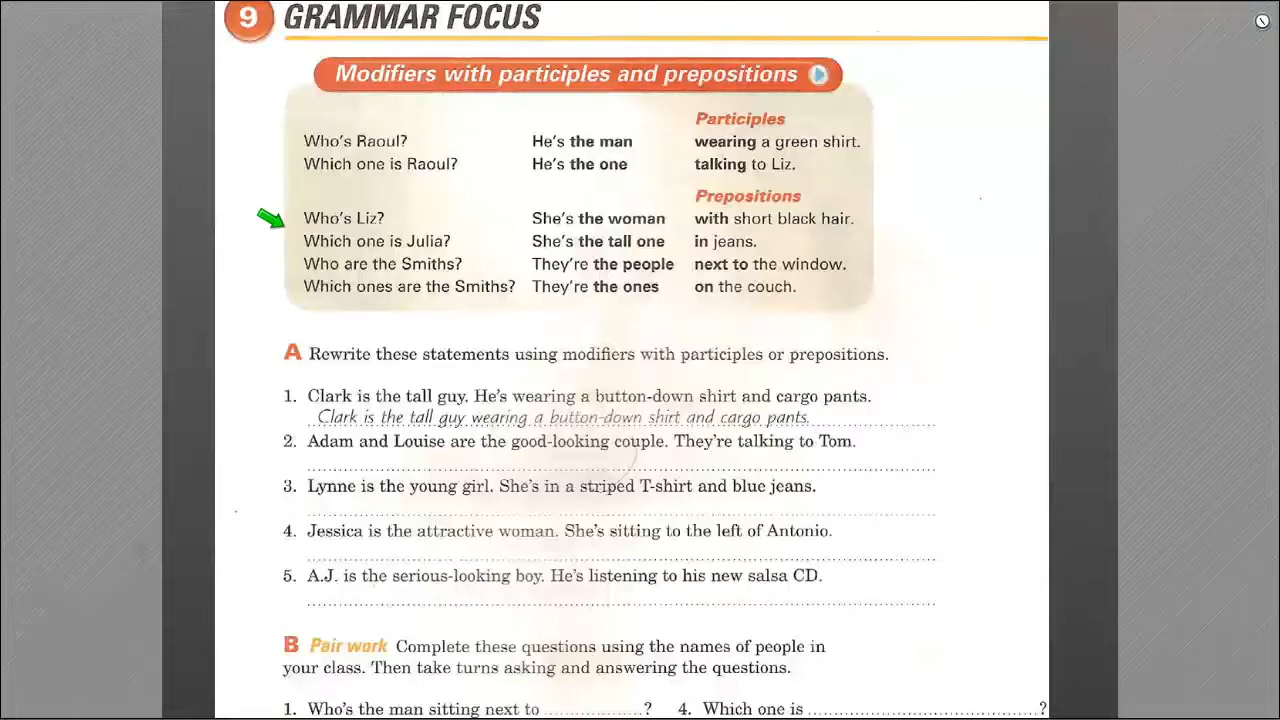 9 GRAMMAR FOCUS
Modifiers with participles and prepositions
Participles
Who's Raoul? He's the man wearing a green shirt.
Which one is Raoul? He's the one talking to Liz.
Prepositions
Who's Liz? She's the woman with short black hair.
Which one is Julia? She's the tall one in jeans.
Who are the Smiths? They're the people next to the window.
Which ones are the Smiths? They're the ones on the couch.
A Rewrite these statements using modifiers with participles or prepositions.
1. Clark is the tall guy. He's wearing a button-down shirt and cargo pants.
Clark is the tall guy wearing a button-down shirt and cargo pants.
2. Adam and Louise are the good-looking couple. They're talking to Tom.
3. Lynne is the young girl. She's in a striped T-shirt and blue jeans.
4. Jessica is the attractive woman. She's sitting to the left of Antonio.
5. A.J. is the serious-looking boy. He's listening to his new salsa CD.
B Pair work Complete these questions using the names of people in
your class. Then take turns asking and answering the questions.
1. Who's the man sitting next to ....................? 4. Which one is ..............................................?